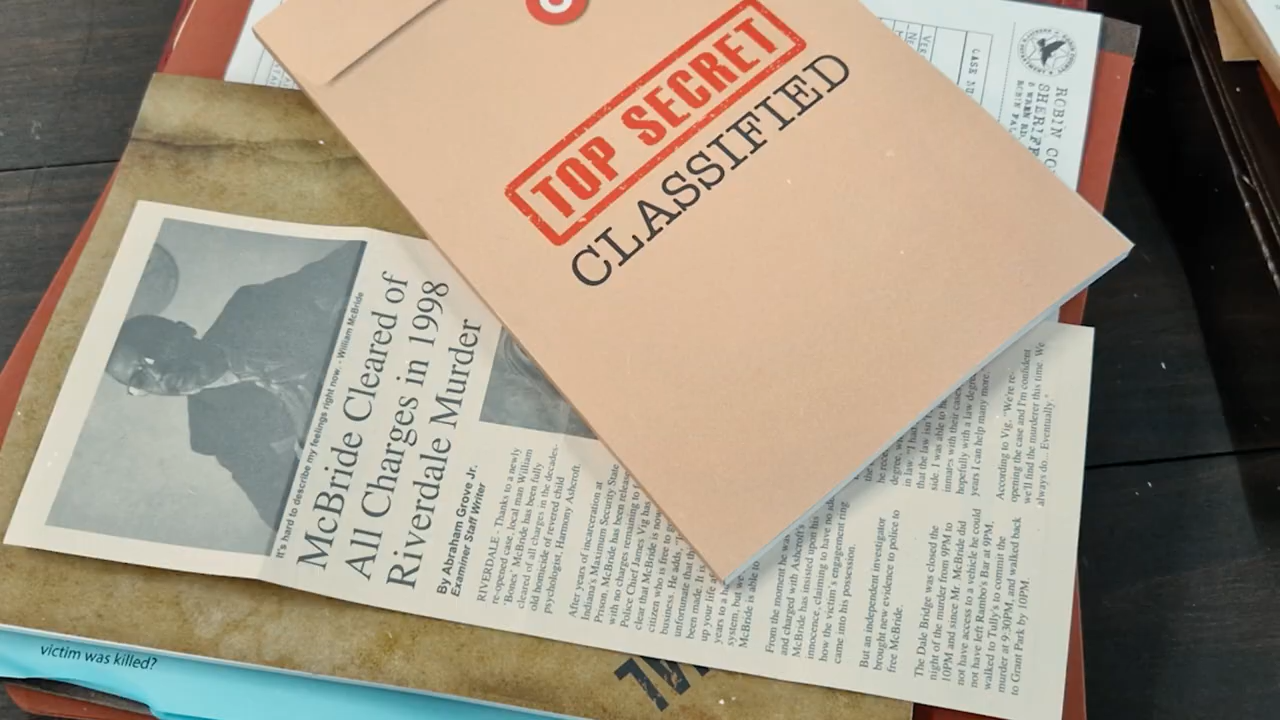 TOP SECRET
CLASSIFIED
ROBIN CO
SHERIFF
CASE
It's hard to describe my feelings right now. - William McBride
McBride Cleared of
All Charges in 1998
Riverdale Murder
By Abraham Grove Jr.
Examiner Staff Writer
RIVERDALE - Thanks to a newly
re-opened case, local man William
'Bones' McBride has been fully
cleared of all charges in the decades-
old homicide of revered child
psychologist, Harmony Ashcroft.
After years of incarceration at
Indiana's Maximum Security State
Prison, McBride has been
with no charges remaining
Police Chief James Vig has
clear that McBride is now
citizen who is free to
business. He adds,
unfortunate that
been made. It
up your life
years to a
system, but we
McBride is able to
From the moment he was
and charged with Ashcroft's
McBride has insisted upon his
innocence, claiming to have no
how the victim's engagement ring
came into his possession.
But an independent investigator
brought new evidence to police to
free McBride.
The Dale Bridge was closed the
night of the murder from 9PM to
10PM and since Mr. McBride did
not have access to a vehicle he could
not have left Rambo's Bar at 9PM,
walked to Tully's to commit the
murder at 9:30PM, and walked back
to Grant Park by 10PM.
the
he
degree,
in law. "I
that the law isn't
side. I was able to
inmates with their
hopefully with a law
years I can help many more.
According to Vig, "We're
opening the case and I'm confident
we'll find the murderer this time. We
always do... Eventually."
victim was killed?